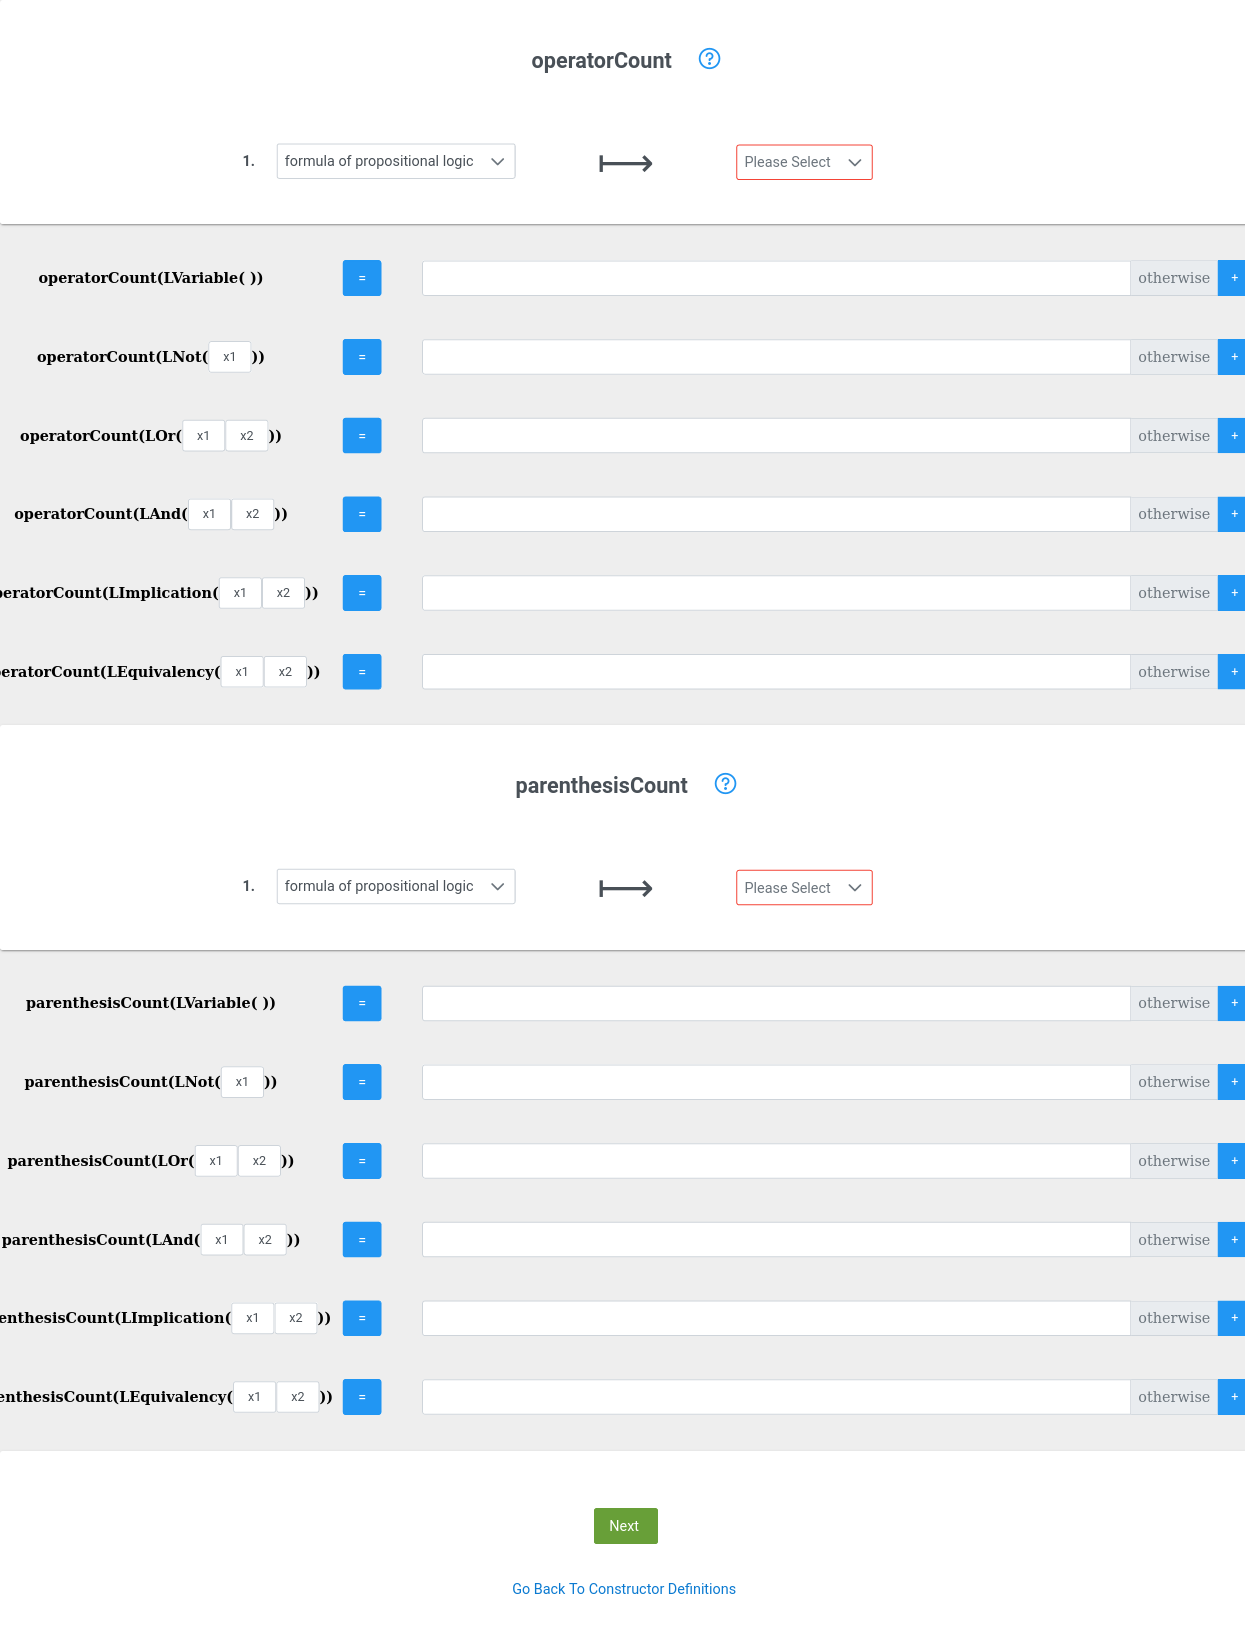 operatorCount ?
1. formula of propositional logic ⟼ Please Select
operatorCount(LVariable( )) = otherwise +
operatorCount(LNot( x1 )) = otherwise +
operatorCount(LOr( x1 x2 )) = otherwise +
operatorCount(LAnd( x1 x2 )) = otherwise +
peratorCount(LImplication( x1 x2 )) = otherwise +
eratorCount(LEquivalency( x1 x2 )) = otherwise +
parenthesisCount ?
1. formula of propositional logic ⟼ Please Select
parenthesisCount(LVariable( )) = otherwise +
parenthesisCount(LNot( x1 )) = otherwise +
parenthesisCount(LOr( x1 x2 )) = otherwise +
parenthesisCount(LAnd( x1 x2 )) = otherwise +
enthesisCount(LImplication( x1 x2 )) = otherwise +
enthesisCount(LEquivalency( x1 x2 )) = otherwise +
Next
Go Back To Constructor Definitions